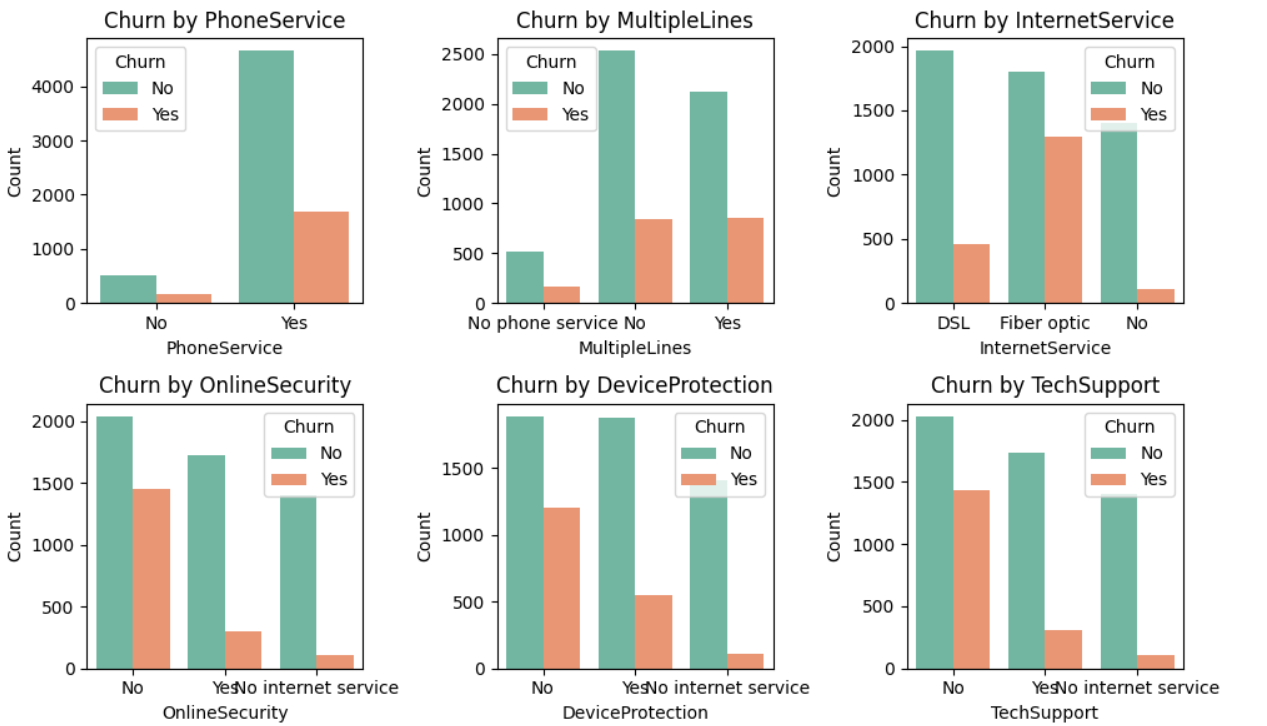 Churn by PhoneService
Churn
No
Yes
Count
4000
3000
2000
1000
0
No
Yes
PhoneService
Churn by MultipleLines
Churn
No
Yes
Count
2500
2000
1500
1000
500
0
No phone service
No
Yes
MultipleLines
Churn by InternetService
Churn
No
Yes
Count
2000
1500
1000
500
0
DSL
Fiber optic
No
InternetService
Churn by OnlineSecurity
Churn
No
Yes
Count
2000
1500
1000
500
0
No
Yes
No internet service
OnlineSecurity
Churn by DeviceProtection
Churn
No
Yes
Count
1500
1000
500
0
No
Yes
No internet service
DeviceProtection
Churn by TechSupport
Churn
No
Yes
Count
2000
1500
1000
500
0
No
Yes
No internet service
TechSupport